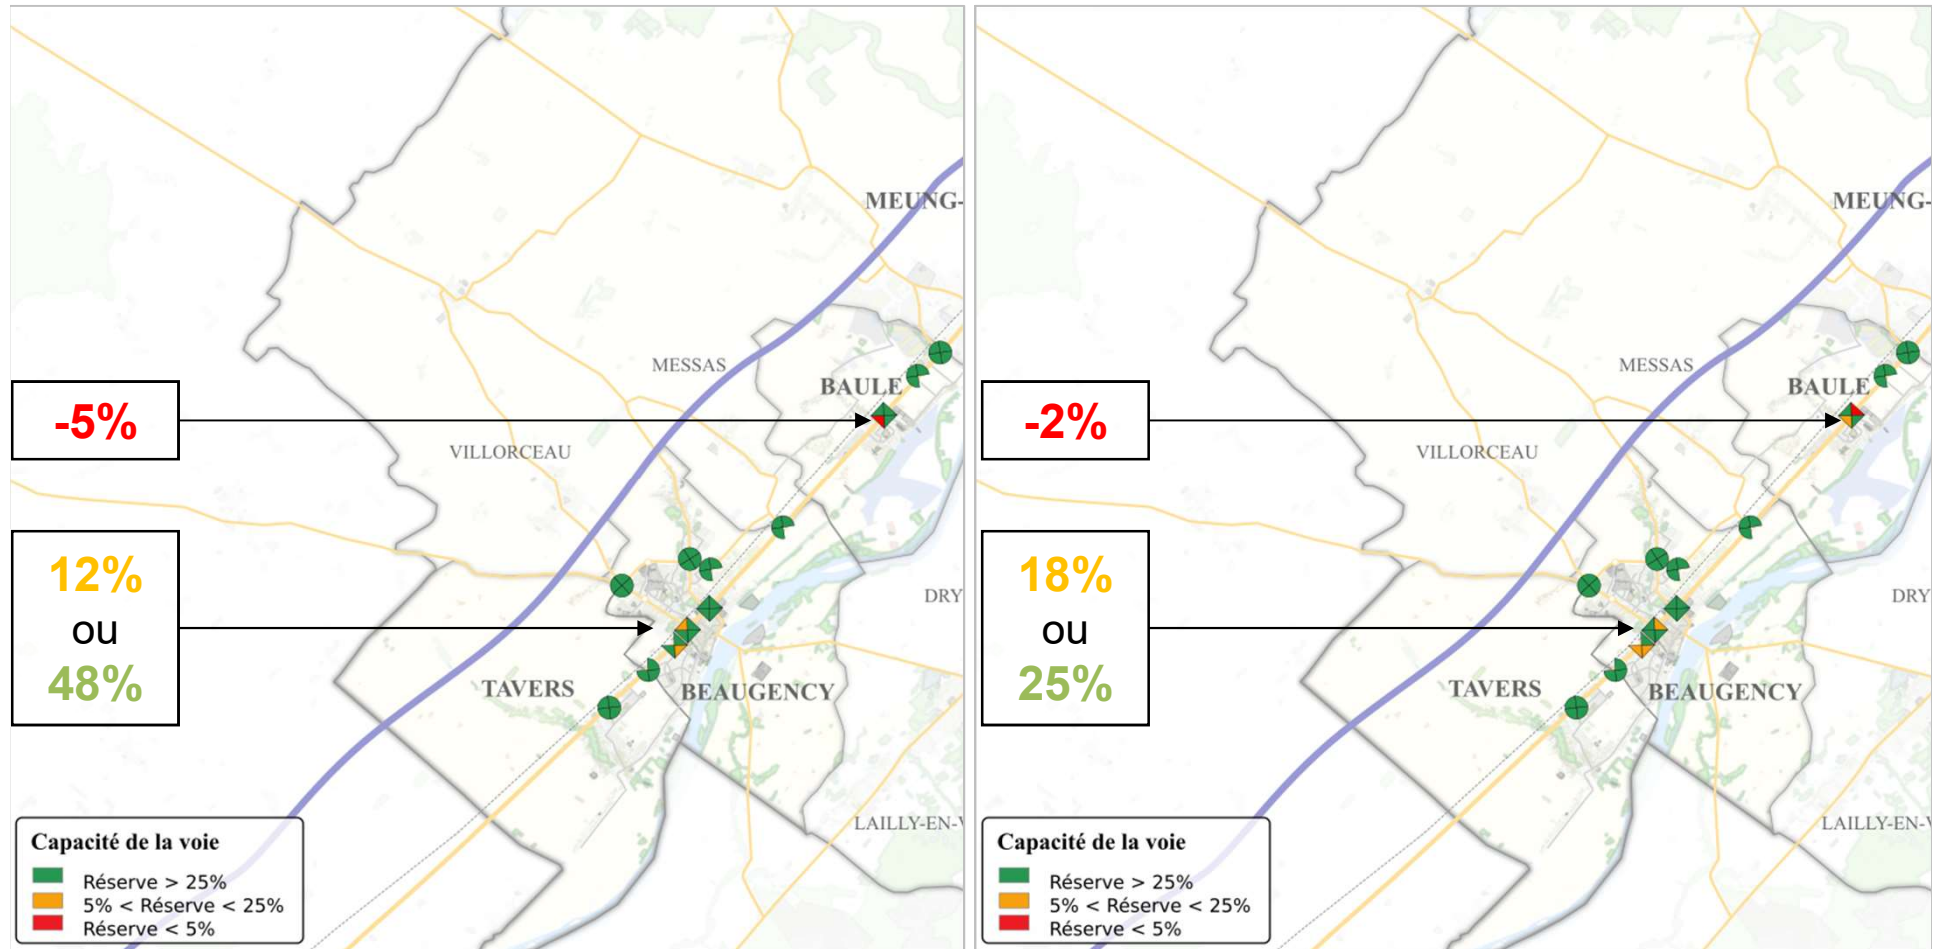 MEUNG-
MESSAS
BAULE
-5%
VILLORCEAU
12%
ou
48%
DRY
TAVERS
BEAUGENCY
LAILLY-EN-V
Capacité de la voie
Réserve > 25%
5% < Réserve < 25%
Réserve < 5%
MEUNG-
MESSAS
BAULE
-2%
VILLORCEAU
18%
ou
25%
DRY
TAVERS
BEAUGENCY
LAILLY-EN-V
Capacité de la voie
Réserve > 25%
5% < Réserve < 25%
Réserve < 5%